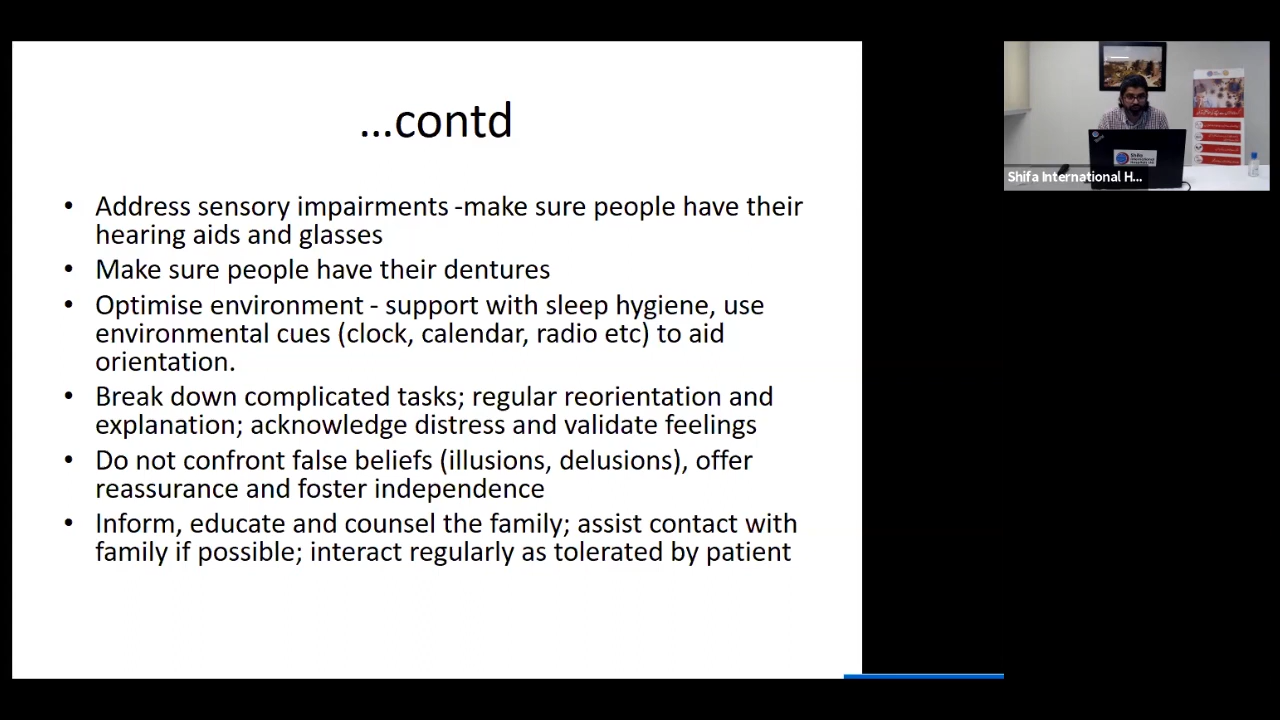 ...contd
• Address sensory impairments -make sure people have their
hearing aids and glasses
• Make sure people have their dentures
• Optimise environment - support with sleep hygiene, use
environmental cues (clock, calendar, radio etc) to aid
orientation.
• Break down complicated tasks; regular reorientation and
explanation; acknowledge distress and validate feelings
• Do not confront false beliefs (illusions, delusions), offer
reassurance and foster independence
• Inform, educate and counsel the family; assist contact with
family if possible; interact regularly as tolerated by patient
Shifa
International
Shifa International H...